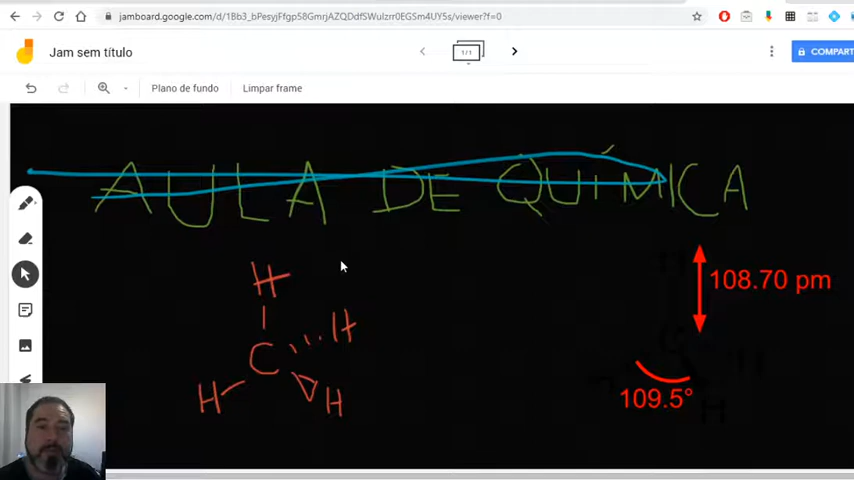 jamboard.google.com/d/1Bb3_bPesyjFfgp58GmrjAZQDdfSWulzrr0EGSm4UY5s/viewer?f=0
Jam sem título
1/1
COMPART
Plano de fundo
Limpar frame
AULA DE QUÍMICA
H
H
C
H
H
108.70 pm
H
C
H
109.5°
H